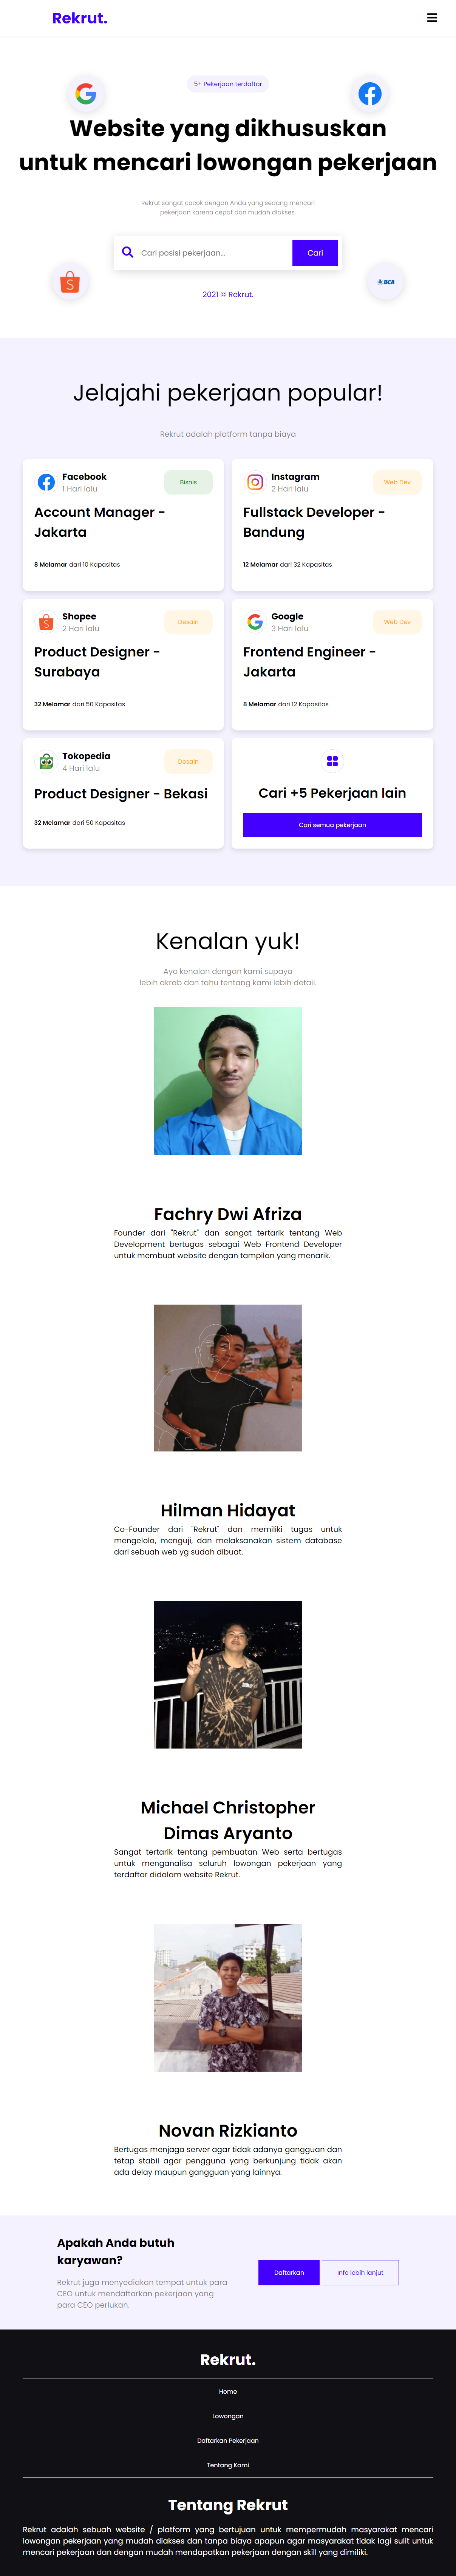 Rekrut.
5+ Pekerjaan terdaftar
Website yang dikhususkan
untuk mencari lowongan pekerjaan
Rekrut sangat cocok dengan Anda yang sedang mencari
pekerjaan karena cepat dan mudah diakses.
Cari posisi pekerjaan...
Cari
BCA
2021 © Rekrut.
Jelajahi pekerjaan popular!
Rekrut adalah platform tanpa biaya
Facebook
1 Hari lalu
Bisnis
Account Manager -
Jakarta
8 Melamar dari 10 Kapasitas
Instagram
2 Hari lalu
Web Dev
Fullstack Developer -
Bandung
12 Melamar dari 32 Kapasitas
Shopee
2 Hari lalu
Desain
Product Designer -
Surabaya
32 Melamar dari 50 Kapasitas
Google
3 Hari lalu
Web Dev
Frontend Engineer -
Jakarta
8 Melamar dari 12 Kapasitas
Tokopedia
4 Hari lalu
Desain
Product Designer - Bekasi
32 Melamar dari 50 Kapasitas
Cari +5 Pekerjaan lain
Cari semua pekerjaan
Kenalan yuk!
Ayo kenalan dengan kami supaya
lebih akrab dan tahu tentang kami lebih detail.
Fachry Dwi Afriza
Founder dari "Rekrut" dan sangat tertarik tentang Web
Development bertugas sebagai Web Frontend Developer
untuk membuat website dengan tampilan yang menarik.
Hilman Hidayat
Co-Founder dari "Rekrut" dan memiliki tugas untuk
mengelola, menguji, dan melaksanakan sistem database
dari sebuah web yg sudah dibuat.
Michael Christopher
Dimas Aryanto
Sangat tertarik tentang pembuatan Web serta bertugas
untuk menganalisa seluruh lowongan pekerjaan yang
terdaftar didalam website Rekrut.
Novan Rizkianto
Bertugas menjaga server agar tidak adanya gangguan dan
tetap stabil agar pengguna yang berkunjung tidak akan
ada delay maupun gangguan yang lainnya.
Apakah Anda butuh
karyawan?
Rekrut juga menyediakan tempat untuk para
CEO untuk mendaftarkan pekerjaan yang
para CEO perlukan.
Daftarkan
Info lebih lanjut
Rekrut.
Home
Lowongan
Daftarkan Pekerjaan
Tentang Kami
Tentang Rekrut
Rekrut adalah sebuah website / platform yang bertujuan untuk mempermudah masyarakat mencari
lowongan pekerjaan yang mudah diakses dan tanpa biaya apapun agar masyarakat tidak lagi sulit untuk
mencari pekerjaan dan dengan mudah mendapatkan pekerjaan dengan skill yang dimiliki.